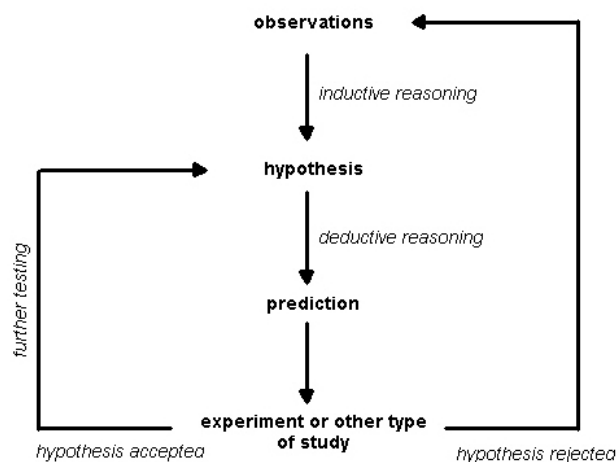 observations
inductive reasoning
hypothesis
deductive reasoning
further testing
prediction
experiment or other type
of study
hypothesis accepted
hypothesis rejected